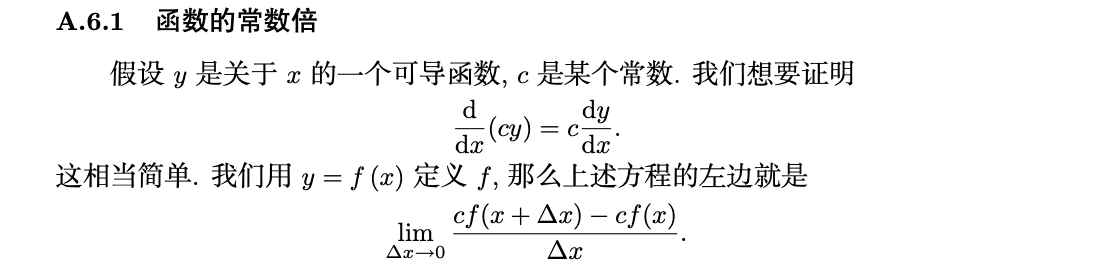 A.6.1 函数的常数倍
假设 y 是关于 x 的一个可导函数, c 是某个常数. 我们想要证明
$$\frac{\mathrm{d}}{\mathrm{d}x}(cy) = c\frac{\mathrm{d}y}{\mathrm{d}x}.$$
这相当简单. 我们用 y = f (x) 定义 f, 那么上述方程的左边就是
$$\lim_{\Delta x \to 0} \frac{cf(x + \Delta x) - cf(x)}{\Delta x}.$$